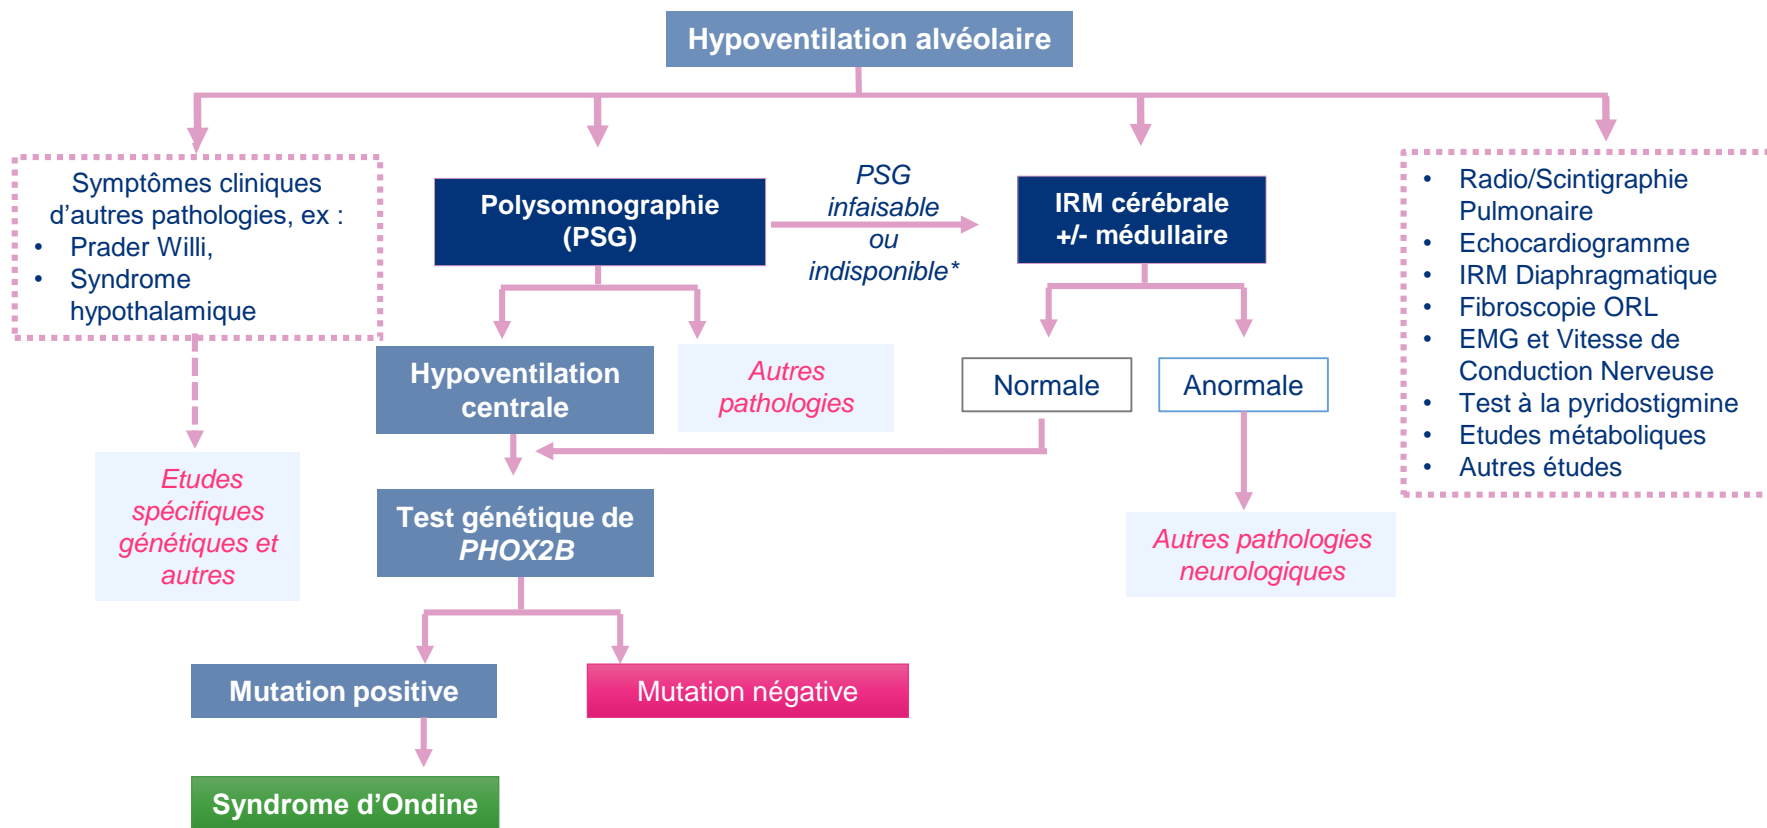 Hypoventilation alvéolaire
Symptômes cliniques
d’autres pathologies, ex :
• Prader Willi,
• Syndrome
hypothalamique
Polysomnographie
(PSG)
PSG
infaisable
ou
indisponible*
IRM cérébrale
+/- médullaire
• Radio/Scintigraphie
Pulmonaire
• Echocardiogramme
• IRM Diaphragmatique
• Fibroscopie ORL
• EMG et Vitesse de
Conduction Nerveuse
• Test à la pyridostigmine
• Etudes métaboliques
• Autres études
Hypoventilation
centrale
Autres
pathologies
Normale
Anormale
Etudes
spécifiques
génétiques et
autres
Test génétique de
PHOX2B
Autres pathologies
neurologiques
Mutation positive
Mutation négative
Syndrome d’Ondine